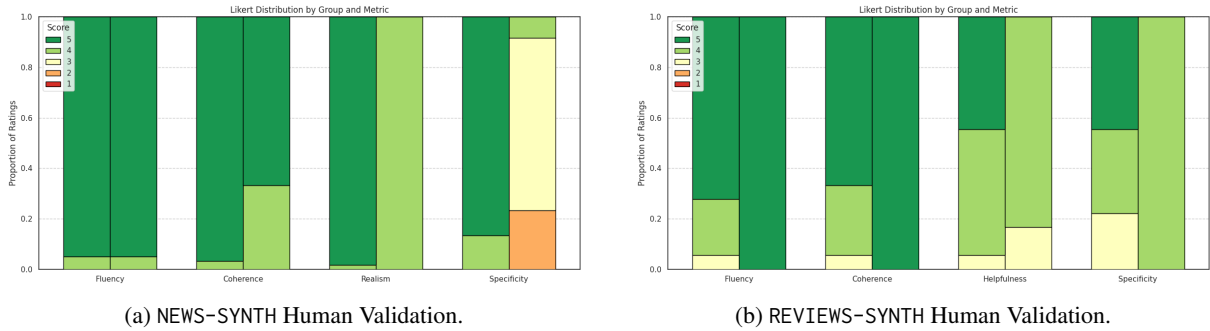 Likert Distribution by Group and Metric
Score
5
4
3
2
1
Proportion of Ratings
1.0
0.8
0.6
0.4
0.2
0.0
Fluency
Coherence
Realism
Specificity
(a) NEWS-SYNTH Human Validation.
Likert Distribution by Group and Metric
Score
5
4
3
2
1
Proportion of Ratings
1.0
0.8
0.6
0.4
0.2
0.0
Fluency
Coherence
Helpfulness
Specificity
(b) REVIEWS-SYNTH Human Validation.